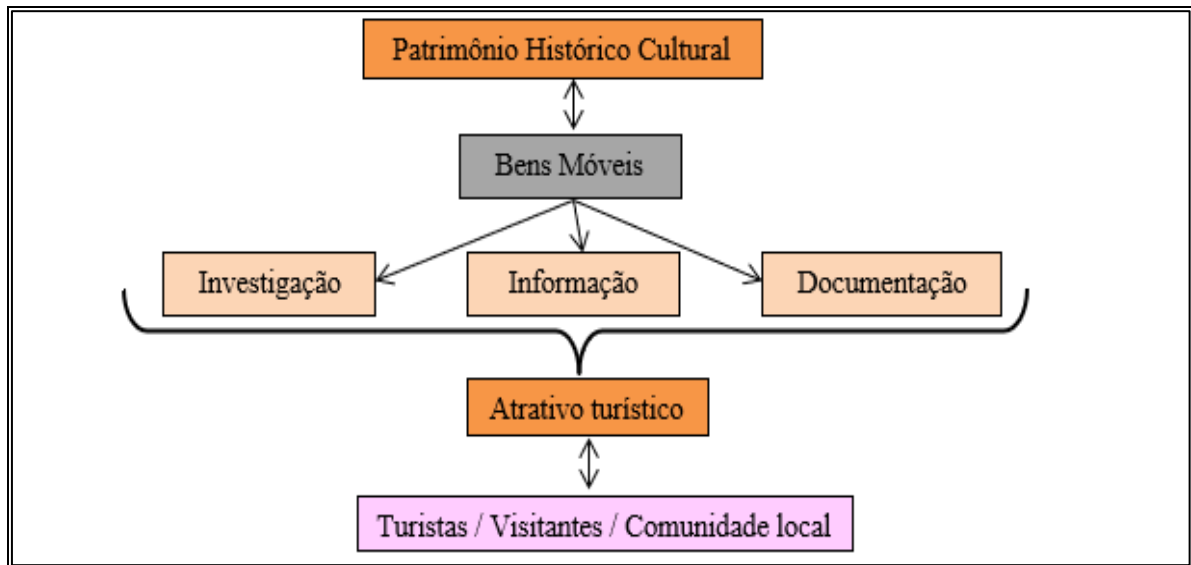 Patrimônio Histórico Cultural
Bens Móveis
Investigação
Informação
Documentação
Atrativo turístico
Turistas / Visitantes / Comunidade local